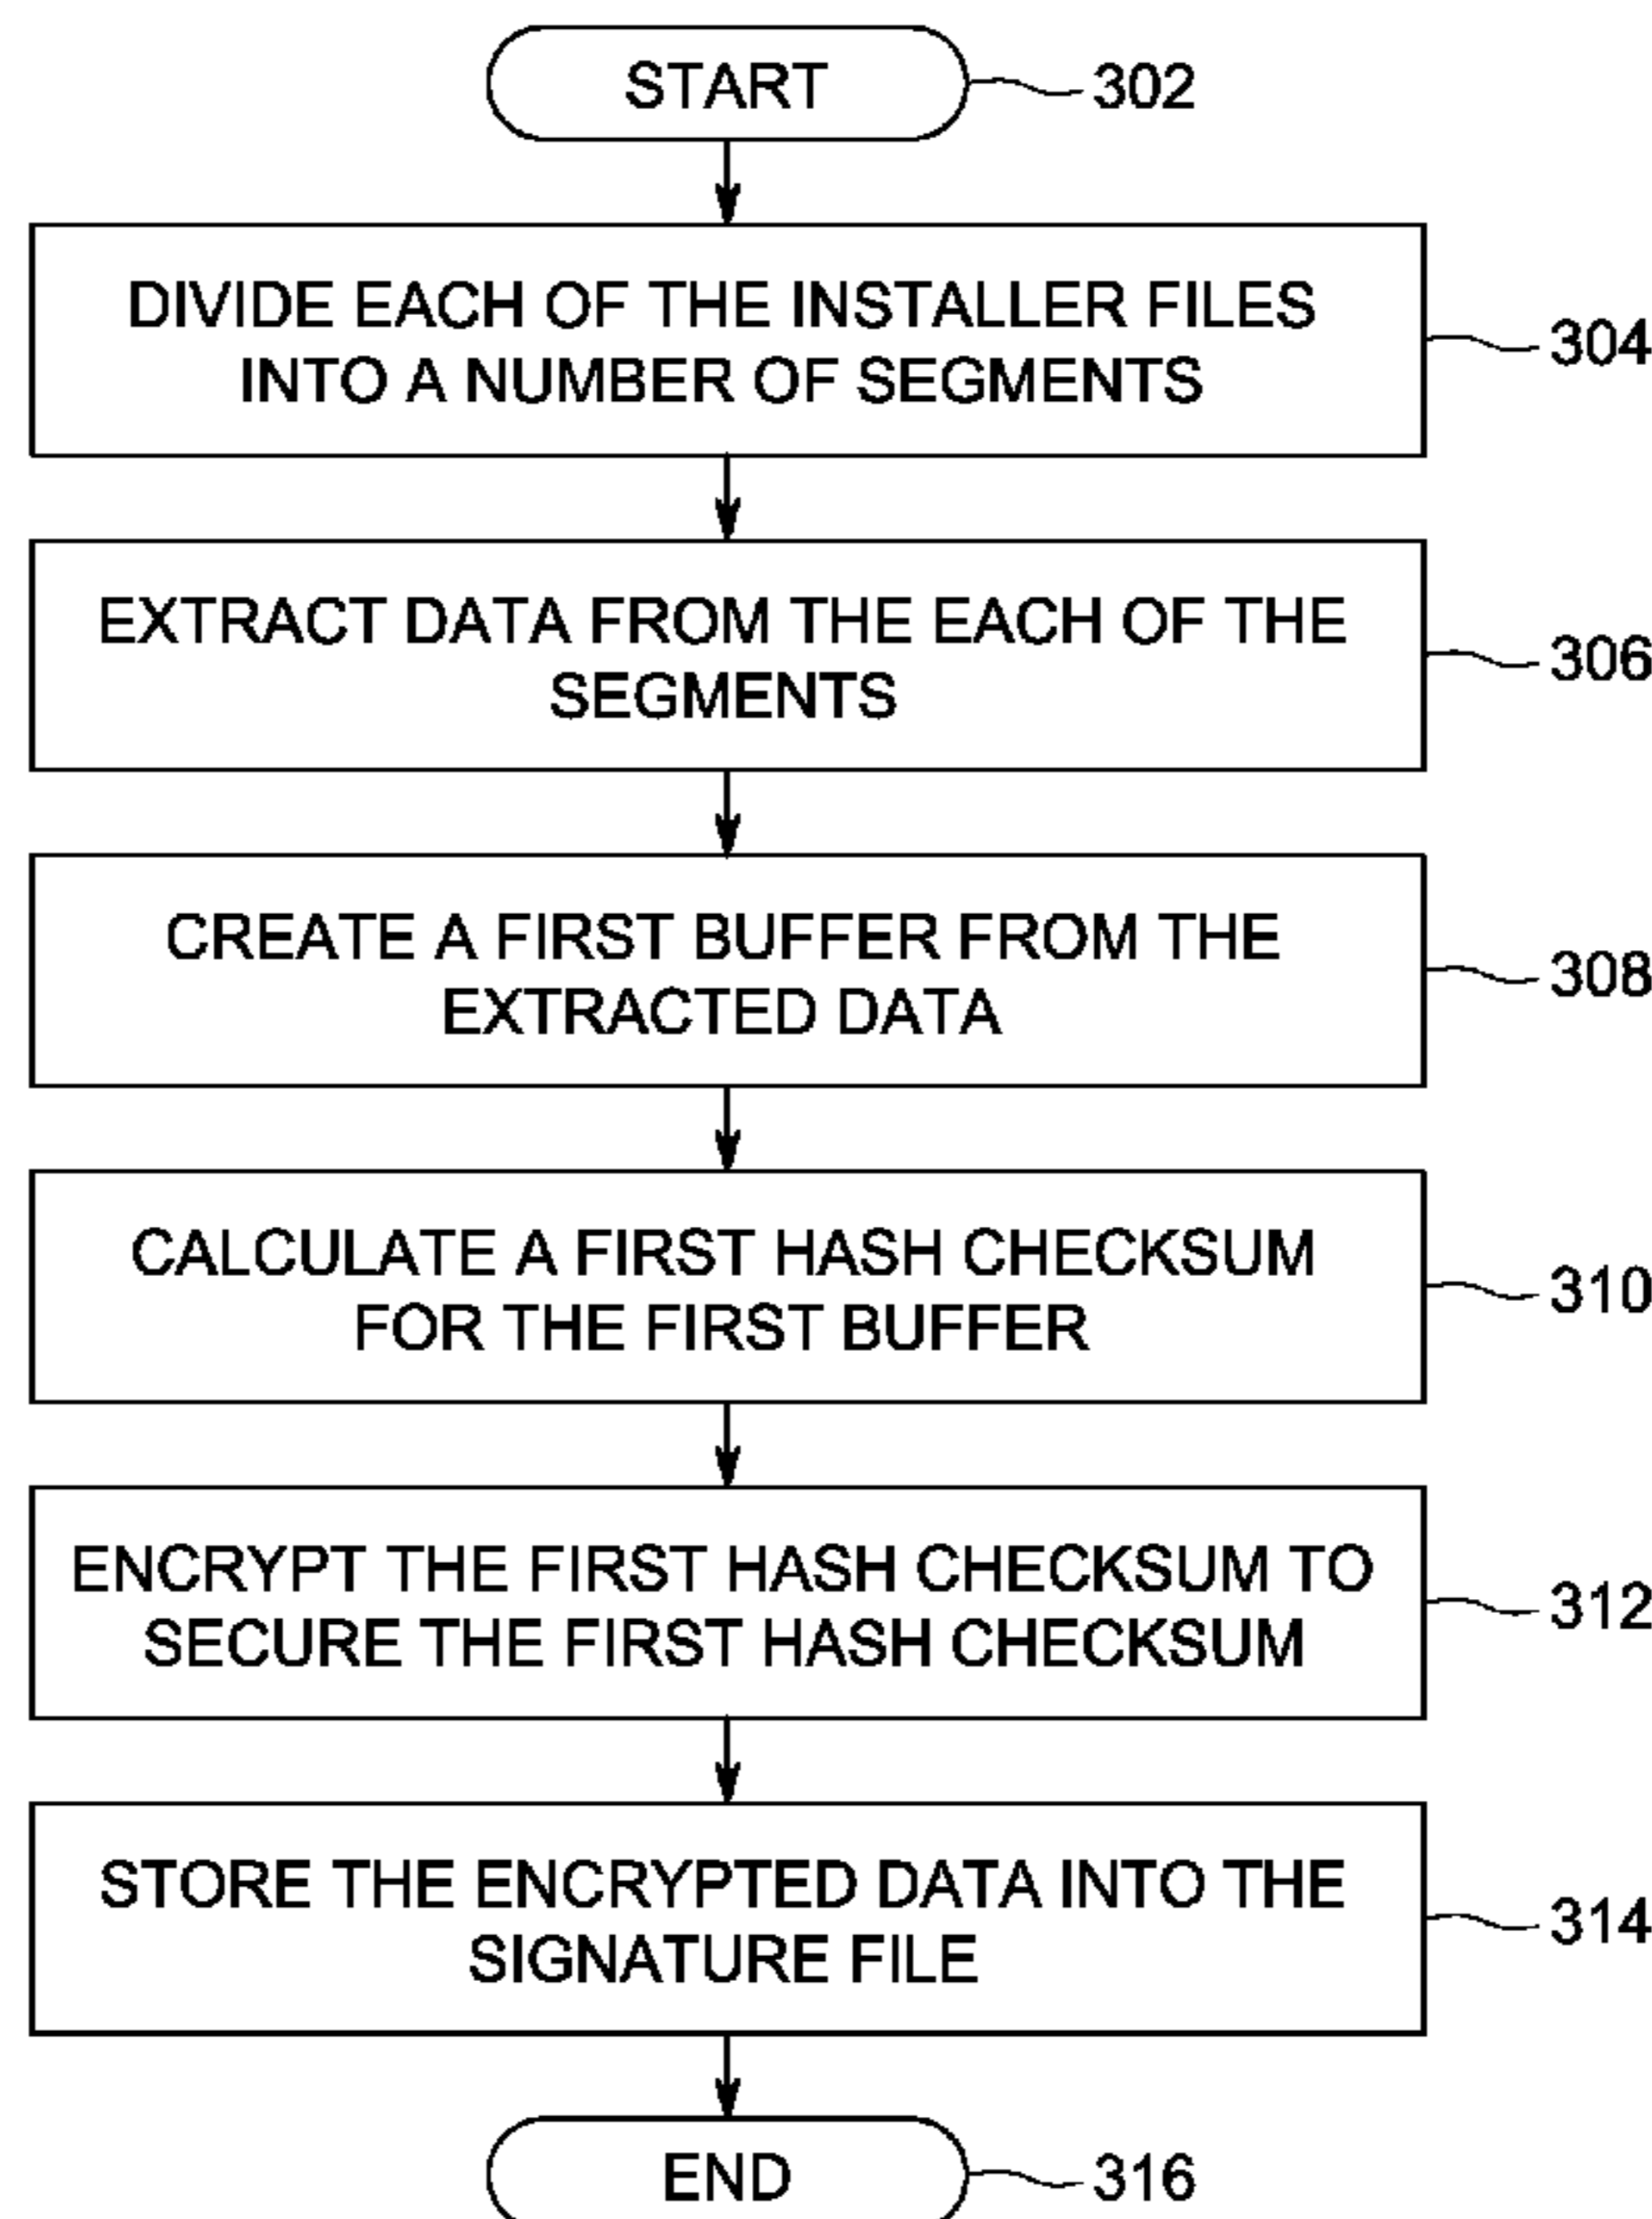 START
302
DIVIDE EACH OF THE INSTALLER FILES
INTO A NUMBER OF SEGMENTS
304
EXTRACT DATA FROM THE EACH OF THE
SEGMENTS
306
CREATE A FIRST BUFFER FROM THE
EXTRACTED DATA
308
CALCULATE A FIRST HASH CHECKSUM
FOR THE FIRST BUFFER
310
ENCRYPT THE FIRST HASH CHECKSUM TO
SECURE THE FIRST HASH CHECKSUM
312
STORE THE ENCRYPTED DATA INTO THE
SIGNATURE FILE
314
END
316